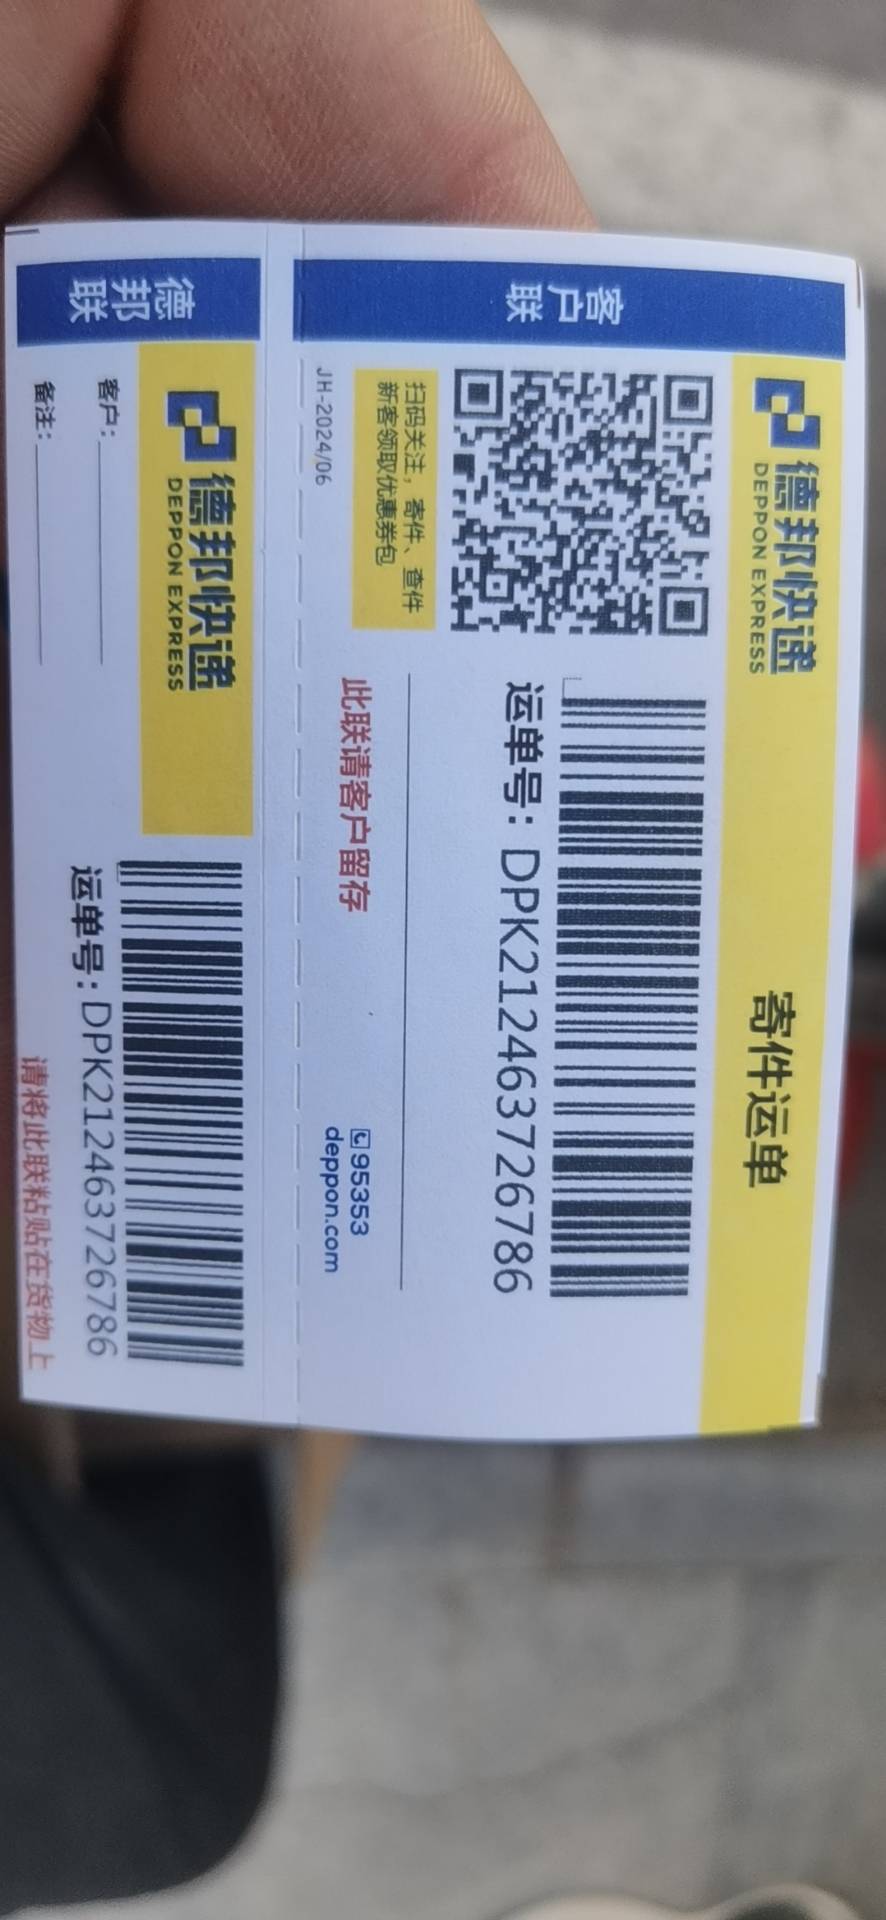 德邦快递
DEPPON EXPRESS
寄件运单
客户联
运单号：DPK212463726786
扫码关注，寄件、查件
新客领取优惠券包
此联请客户留存
95353
deppon.com
JH-2024/06
德邦联
德邦快递
DEPPON EXPRESS
客户：
备注：
运单号：DPK212463726786
请将此联粘贴在货物上